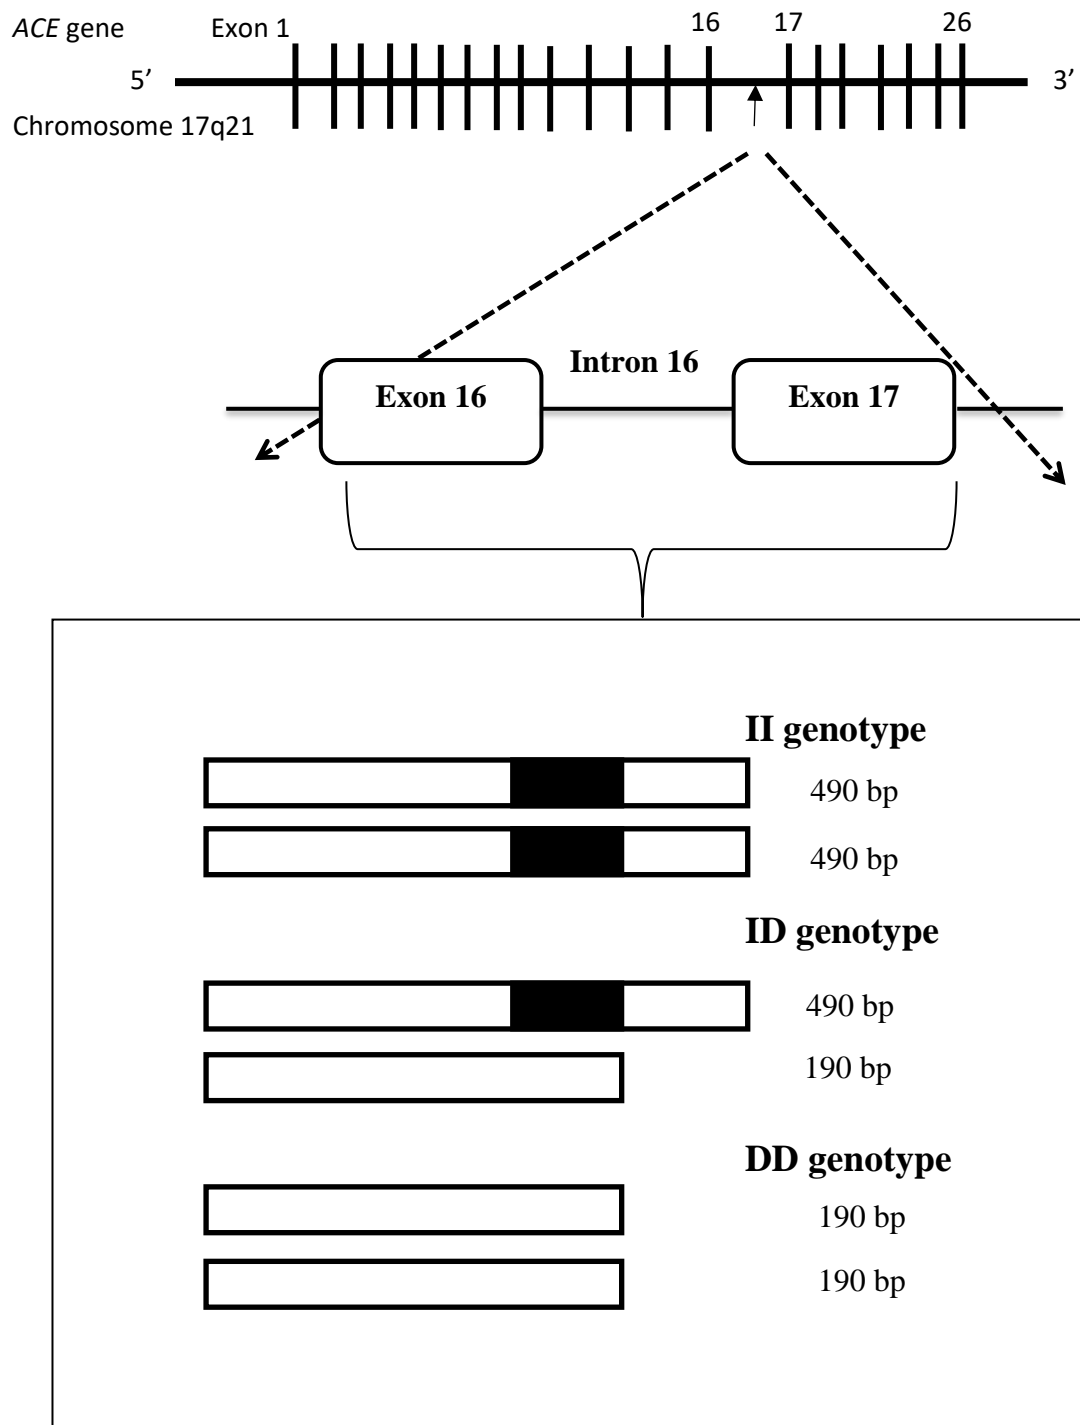 ACE gene Exon 1 16 17 26
5’ 3’
Chromosome 17q21
Intron 16
Exon 16 Exon 17
II genotype
490 bp
490 bp
ID genotype
490 bp
190 bp
DD genotype
190 bp
190 bp